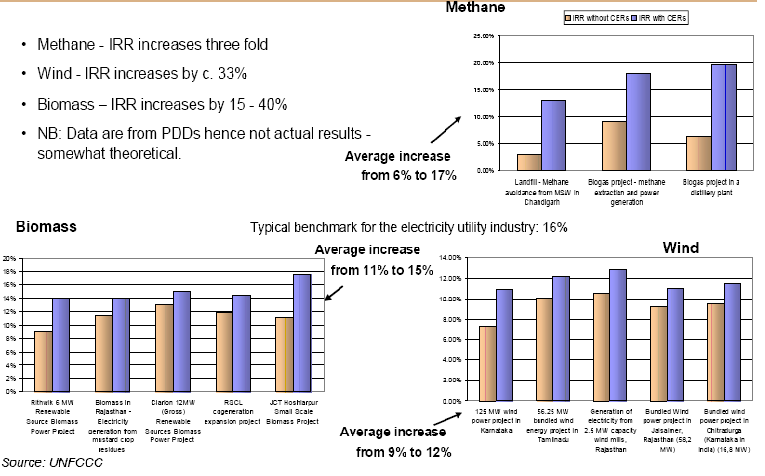 Methane
IRR without CERs IRR with CERs
• Methane - IRR increases three fold
• Wind - IRR increases by c. 33%
• Biomass – IRR increases by 15 - 40%
• NB: Data are from PDDs hence not actual results -
somewhat theoretical.
Average increase
from 6% to 17%
25.00%
20.00%
15.00%
10.00%
5.00%
0.00%
Landfill - Methane
avoidance from MSW in
Chandigarh
Biogas project - methane
extraction and power
generation
Biogas project in a
distillery plant
Biomass
Typical benchmark for the electricity utility industry: 16%
Average increase
from 11% to 15%
20%
18%
16%
14%
12%
10%
8%
6%
4%
2%
0%
Rithwik 6 MW
Renewable
Source Biomass
Power Project
Biomass in
Rajasthan -
Electricity
generation from
mustard crop
residues
Clarion 12MW
(Gross)
Renewable
Sources Biomass
Power Project
RSCL
cogeneration
expansion project
JCT Hoshiarpur
Small Scale
Biomass Project
Wind
14.00%
12.00%
10.00%
8.00%
6.00%
4.00%
2.00%
0.00%
125 MW wind
power project in
Karnataka
56.25 MW
bundled wind
energy project in
Tamilnadu
Generation of
electricity from
2.5 MW capacity
wind mills,
Rajasthan
Bundled Wind
power project in
Jaisalmer,
Rajasthan (58,2
MW)
Bundled wind
power project in
Chitradurga
(Karnataka in
India) (16,8 MW)
Average increase
from 9% to 12%
Source: UNFCCC